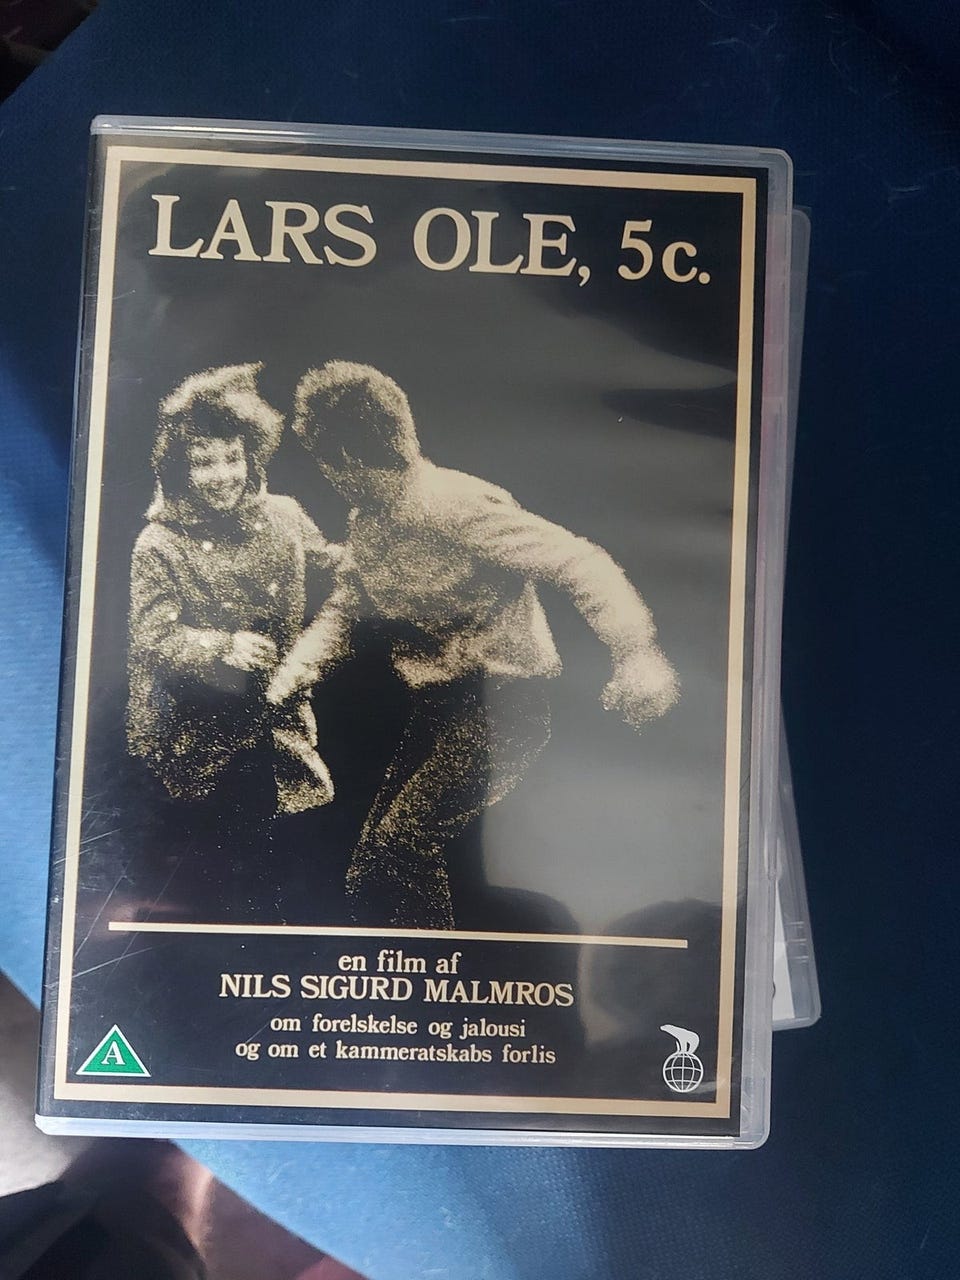 LARS OLE, 5c.
en film af
NILS SIGURD MALMROS
om forelskelse og jalousi
og om et kammeratskabs forlis
A